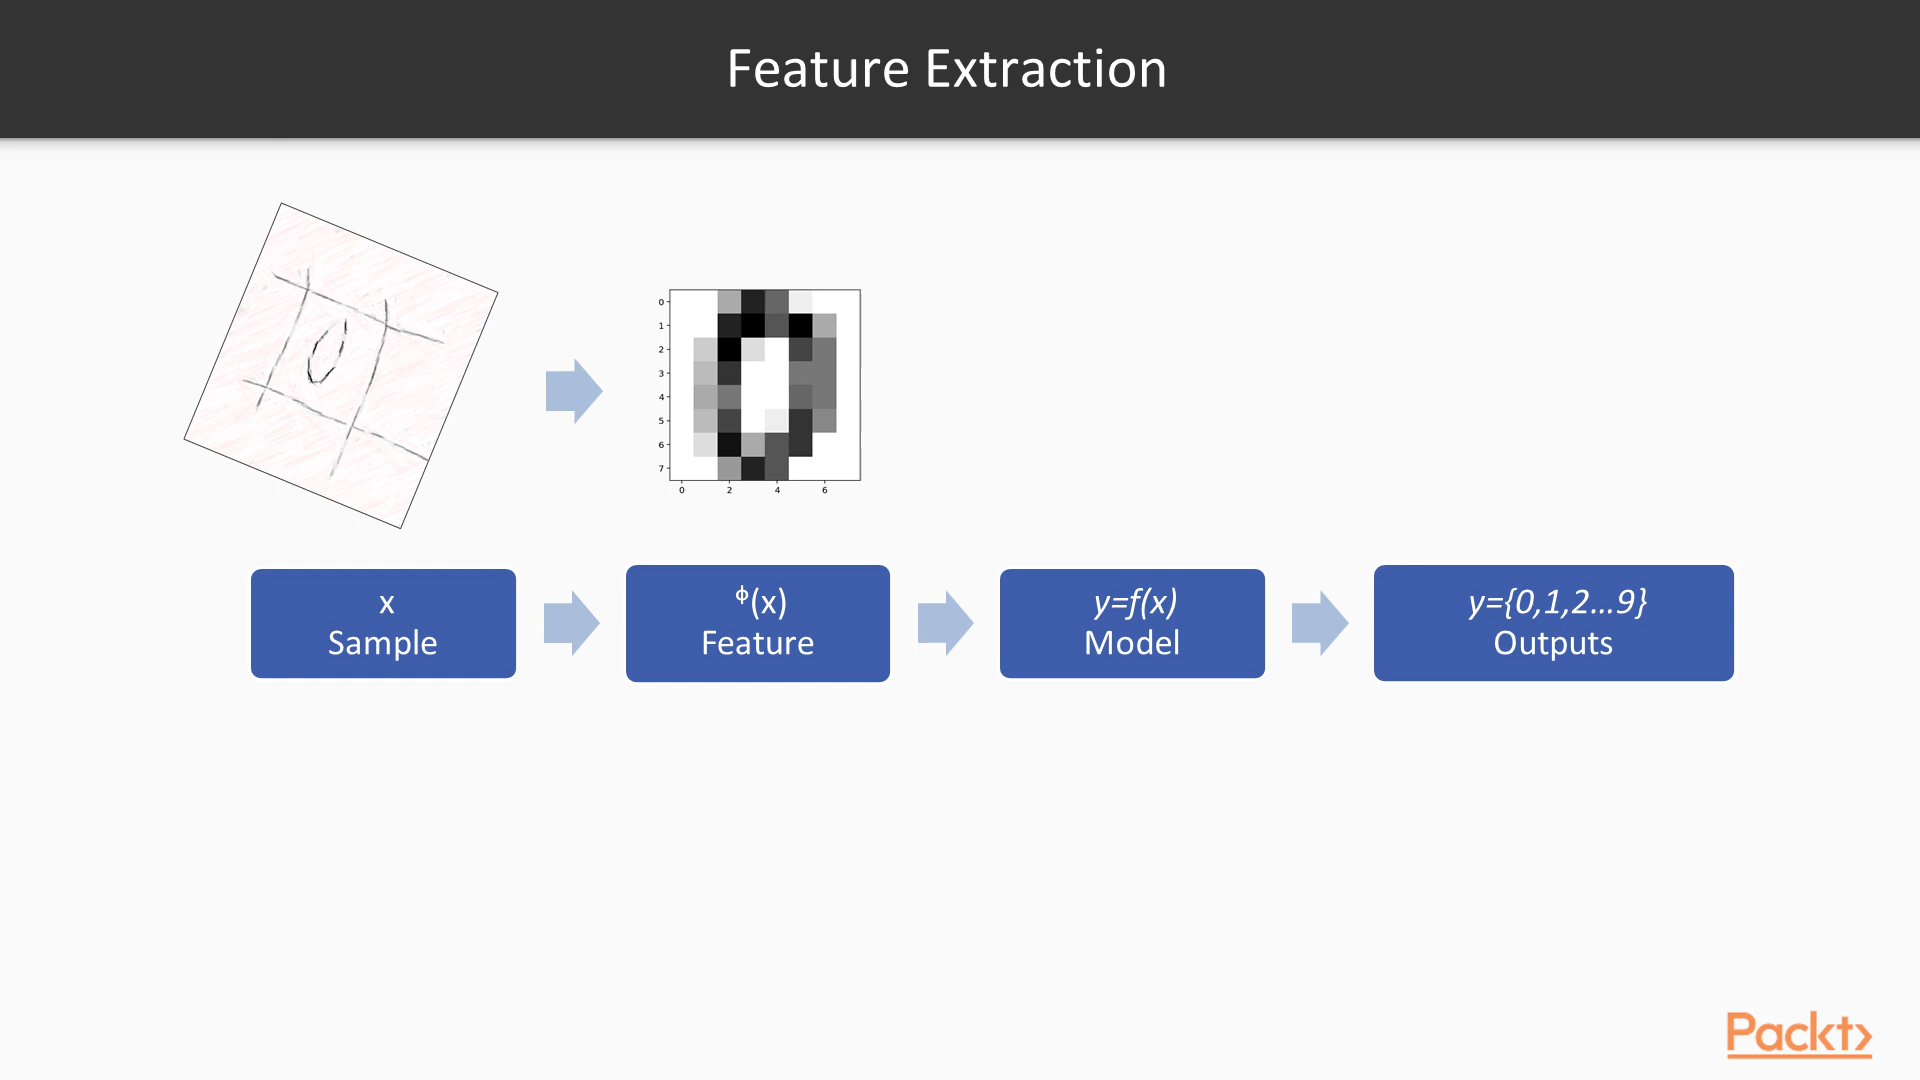 Feature Extraction
0
1
2
3
4
5
6
7
0 2 4 6
x
Sample
ϕ(x)
Feature
y=f(x)
Model
y={0,1,2...9}
Outputs
Packt>